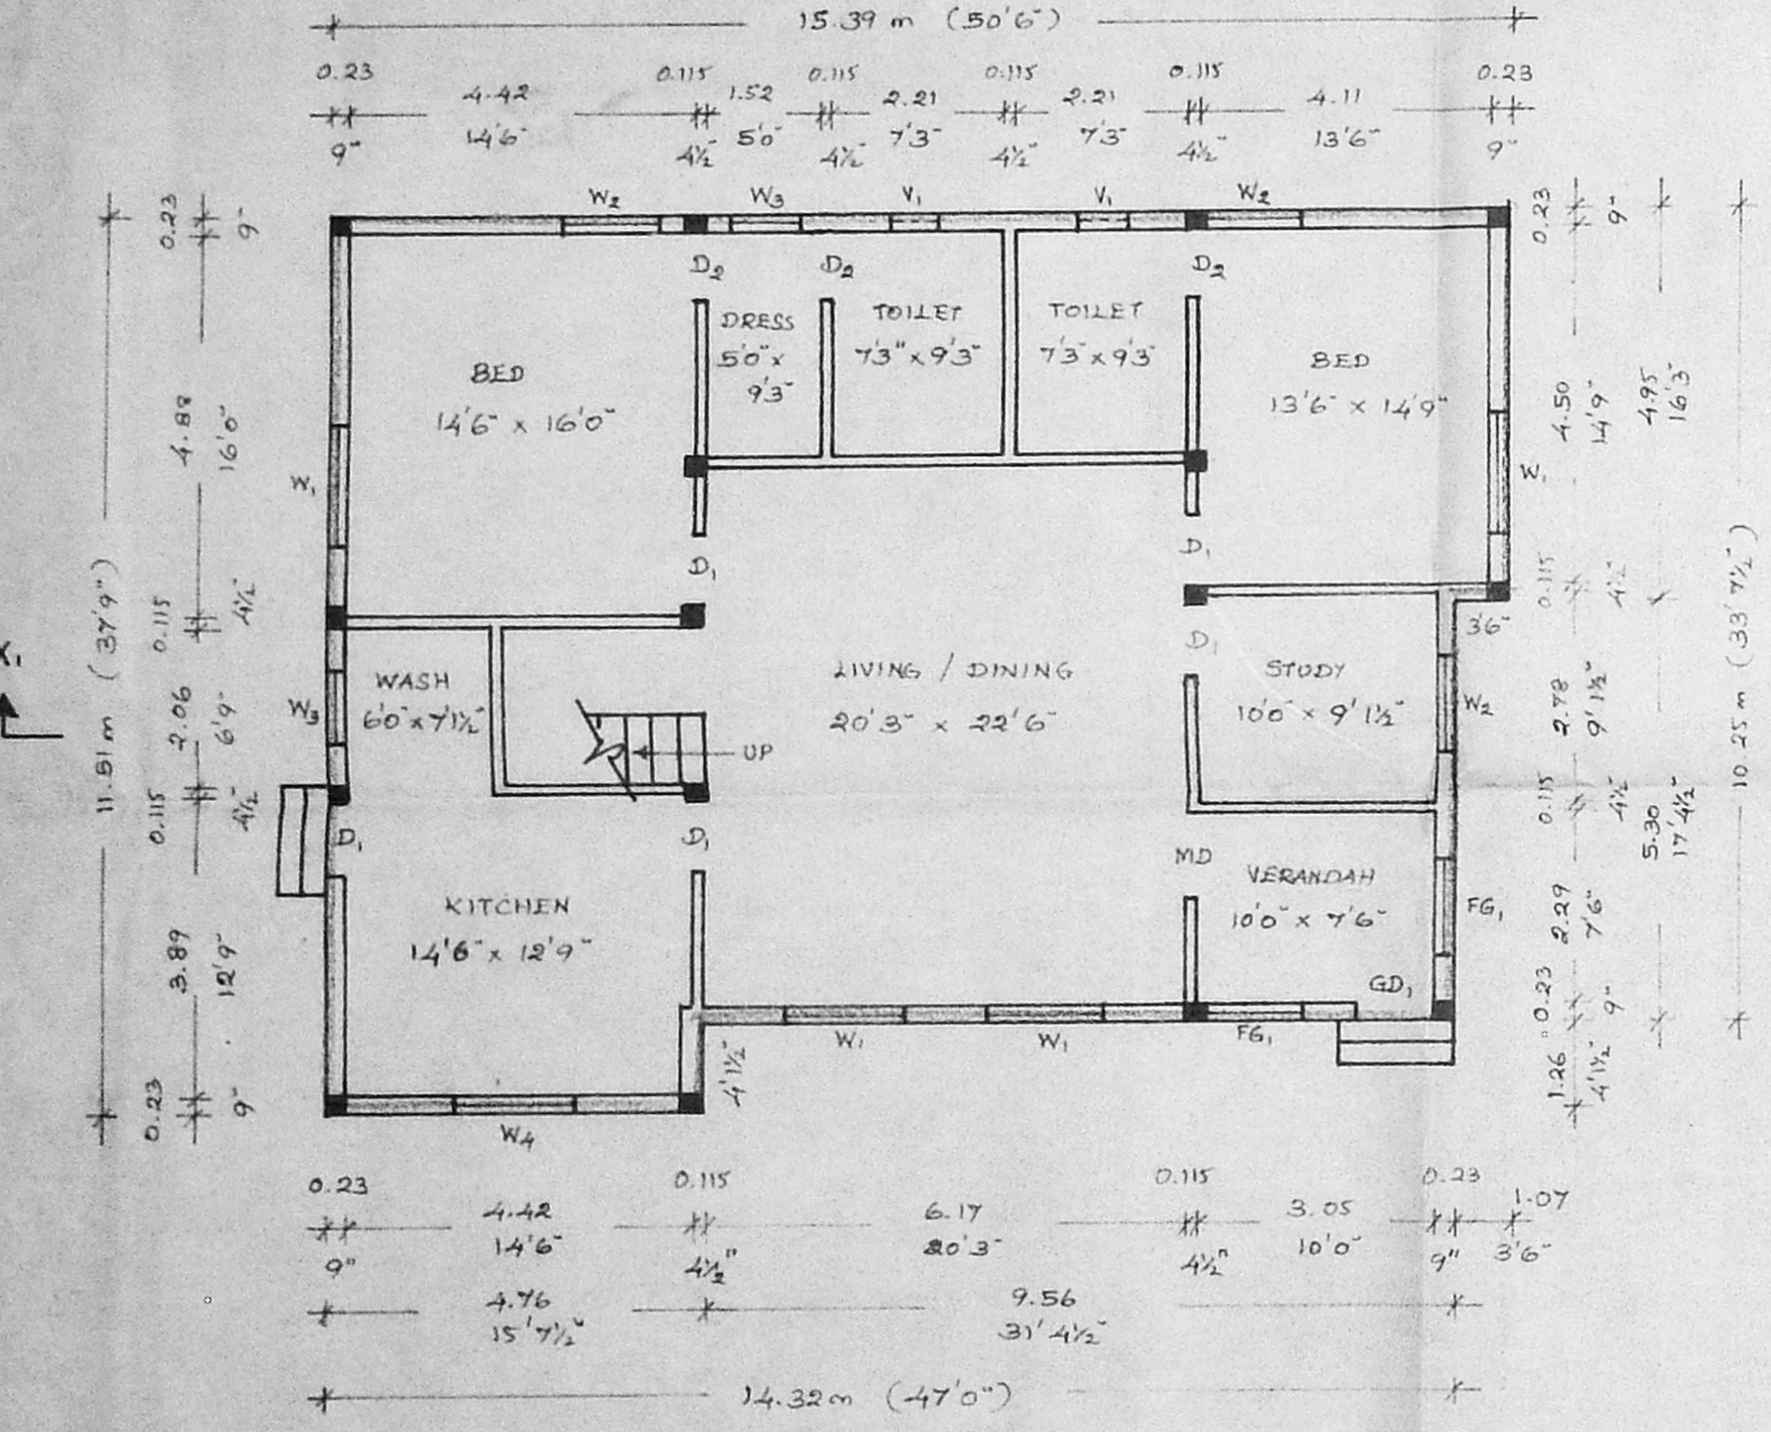 15.39 m (50'6")
0.23 0.115 0.115 0.115 0.115 0.23
4.42 1.52 2.21 2.21 4.11
14'6" 5'0" 7'3" 7'3" 13'6"
9" 4½" 4½" 4½" 4½" 9"
W2 W3 V1 V1 W2
D2 D2 D2
DRESS
5'0" x
9'3"
TOILET
7'3" x 9'3"
TOILET
7'3" x 9'3"
BED
14'6" x 16'0"
BED
13'6" x 14'9"
W1
W1
D1 D1
D1
WASH
6'0" x 7'1½"
LIVING / DINING
20'3" x 22'6"
STUDY
10'0" x 9'1½"
3'6"
W3
W2
UP
X1
D1 D1
MD
VERANDAH
10'0" x 7'6"
FG1
GD1
KITCHEN
14'6" x 12'9"
W1 W1 FG1
4'1½"
W4
11.51 m (37'9")
0.23 4.88 0.115 2.06 0.115 3.89 0.23
9" 16'0" 4½" 6'9" 4½" 12'9" 9"
0.23 4.50 0.115 2.78 0.115 2.29 0.23 1.26
9" 14'9" 4½" 9'1½" 4½" 7'6" 9" 4'1½"
4.95 5.30
16'3" 17'4½"
10.25 m (33'7½")
0.23 0.115 0.115 0.23
4.42 6.17 3.05 1.07
14'6" 20'3" 10'0" 3'6"
9" 4½" 4½" 9"
4.76 9.56
15'7½" 31'4½"
14.32m (47'0")